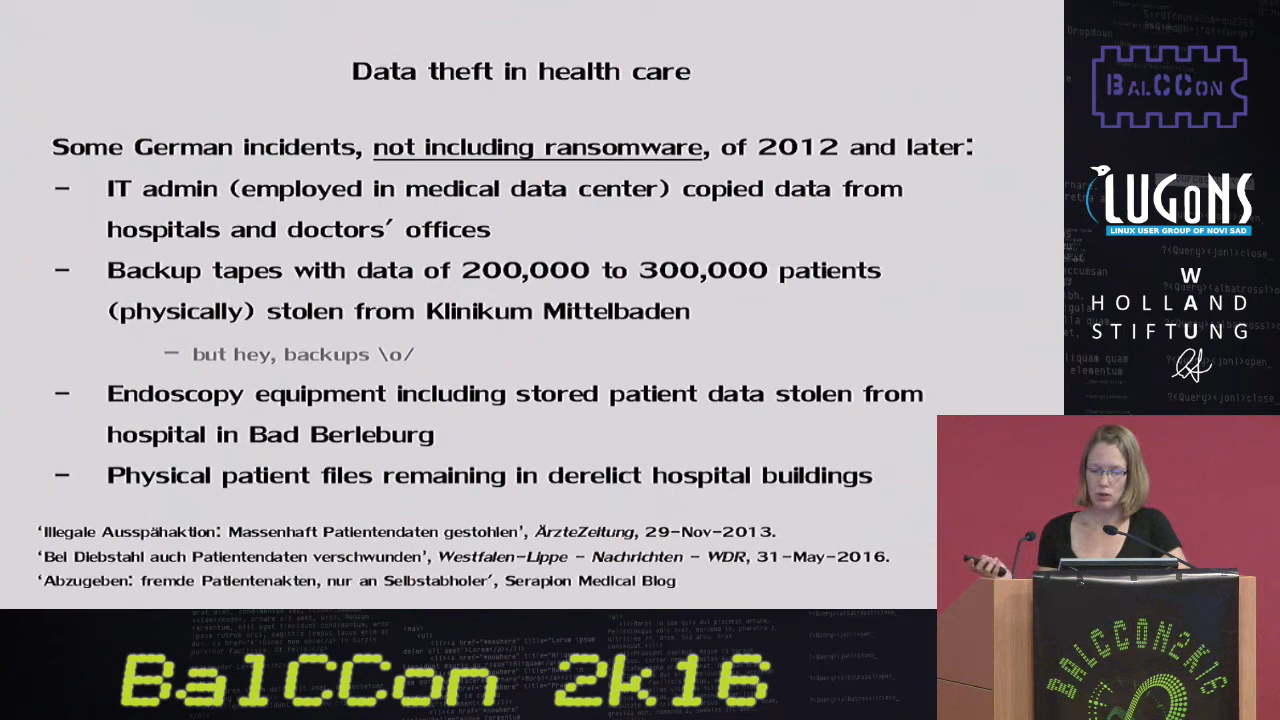 Data theft in health care
Some German incidents, not including ransomware, of 2012 and later:
– IT admin (employed in medical data center) copied data from
hospitals and doctors' offices
– Backup tapes with data of 200,000 to 300,000 patients
(physically) stolen from Klinikum Mittelbaden
– but hey, backups \o/
– Endoscopy equipment including stored patient data stolen from
hospital in Bad Berleburg
– Physical patient files remaining in derelict hospital buildings
'Illegale Ausspähaktion: Massenhaft Patientendaten gestohlen', ÄrzteZeitung, 29-Nov-2013.
'Bei Diebstahl auch Patientendaten verschwunden', Westfalen-Lippe - Nachrichten - WDR, 31-May-2016.
'Abzugeben: fremde Patientenakten, nur an Selbstabholer', Serapion Medical Blog
BALCCON
LUGONS
LINUX USER GROUP OF NOVI SAD
W
HOLLAND
STIFTUNG
BALCCON2K16
BalCCon 2k16